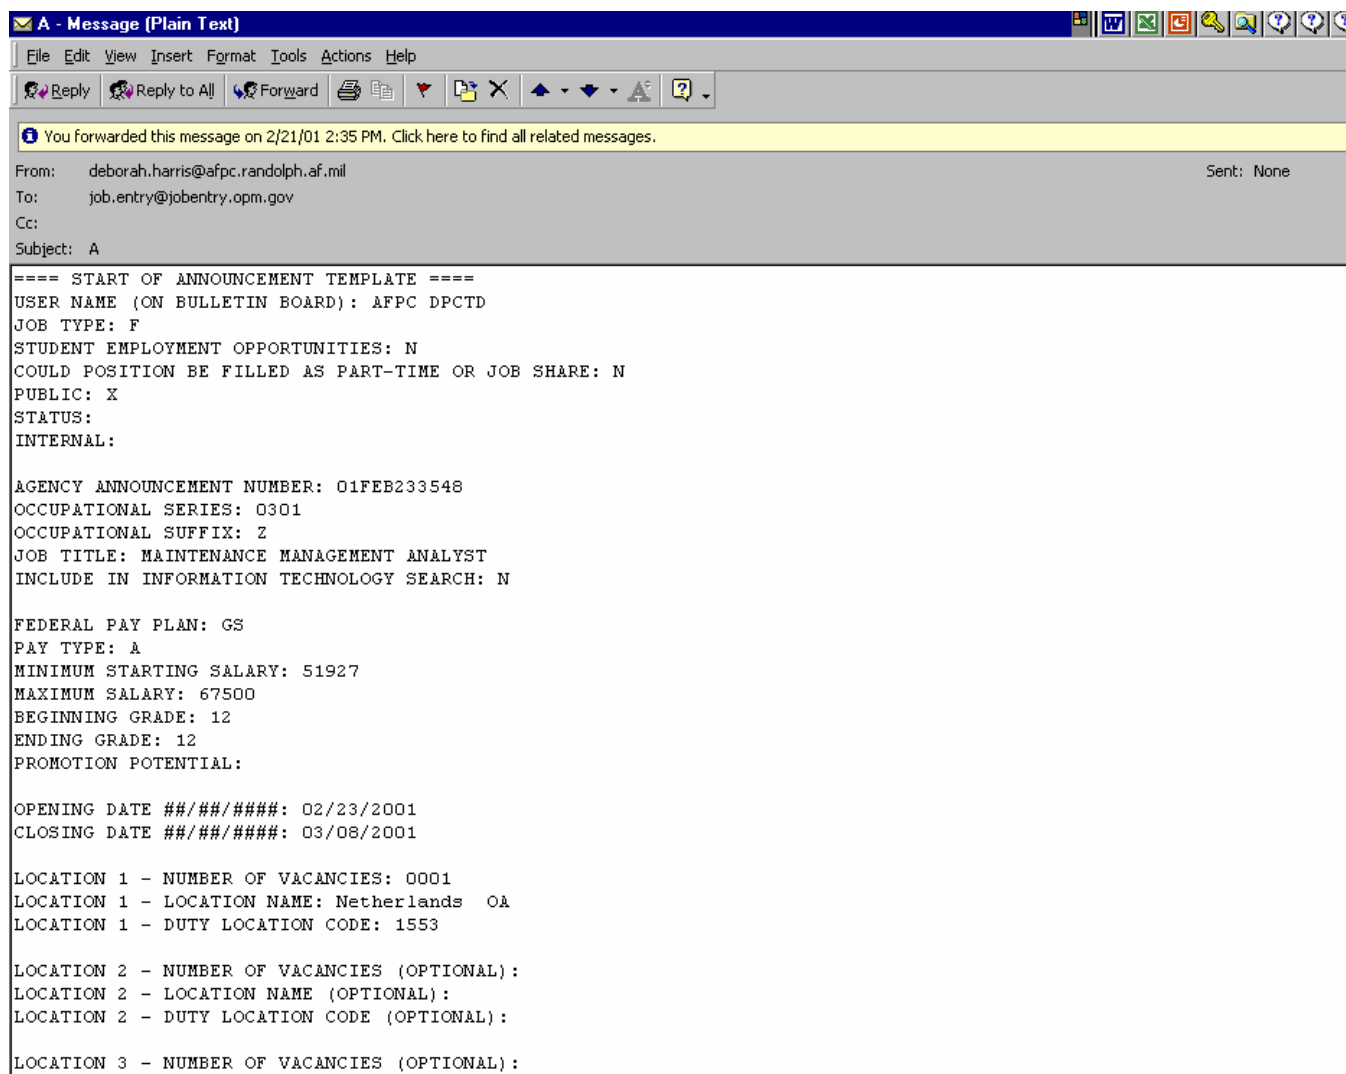 A - Message (Plain Text)
File Edit View Insert Format Tools Actions Help
Reply Reply to All Forward
You forwarded this message on 2/21/01 2:35 PM. Click here to find all related messages.
From: deborah.harris@afpc.randolph.af.mil Sent: None
To: job.entry@jobentry.opm.gov
Cc:
Subject: A
==== START OF ANNOUNCEMENT TEMPLATE ====
USER NAME (ON BULLETIN BOARD): AFPC DPCTD
JOB TYPE: F
STUDENT EMPLOYMENT OPPORTUNITIES: N
COULD POSITION BE FILLED AS PART-TIME OR JOB SHARE: N
PUBLIC: X
STATUS:
INTERNAL:
AGENCY ANNOUNCEMENT NUMBER: 01FEB233548
OCCUPATIONAL SERIES: 0301
OCCUPATIONAL SUFFIX: Z
JOB TITLE: MAINTENANCE MANAGEMENT ANALYST
INCLUDE IN INFORMATION TECHNOLOGY SEARCH: N
FEDERAL PAY PLAN: GS
PAY TYPE: A
MINIMUM STARTING SALARY: 51927
MAXIMUM SALARY: 67500
BEGINNING GRADE: 12
ENDING GRADE: 12
PROMOTION POTENTIAL:
OPENING DATE ##/##/####: 02/23/2001
CLOSING DATE ##/##/####: 03/08/2001
LOCATION 1 - NUMBER OF VACANCIES: 0001
LOCATION 1 - LOCATION NAME: Netherlands  OA
LOCATION 1 - DUTY LOCATION CODE: 1553
LOCATION 2 - NUMBER OF VACANCIES (OPTIONAL):
LOCATION 2 - LOCATION NAME (OPTIONAL):
LOCATION 2 - DUTY LOCATION CODE (OPTIONAL):
LOCATION 3 - NUMBER OF VACANCIES (OPTIONAL):